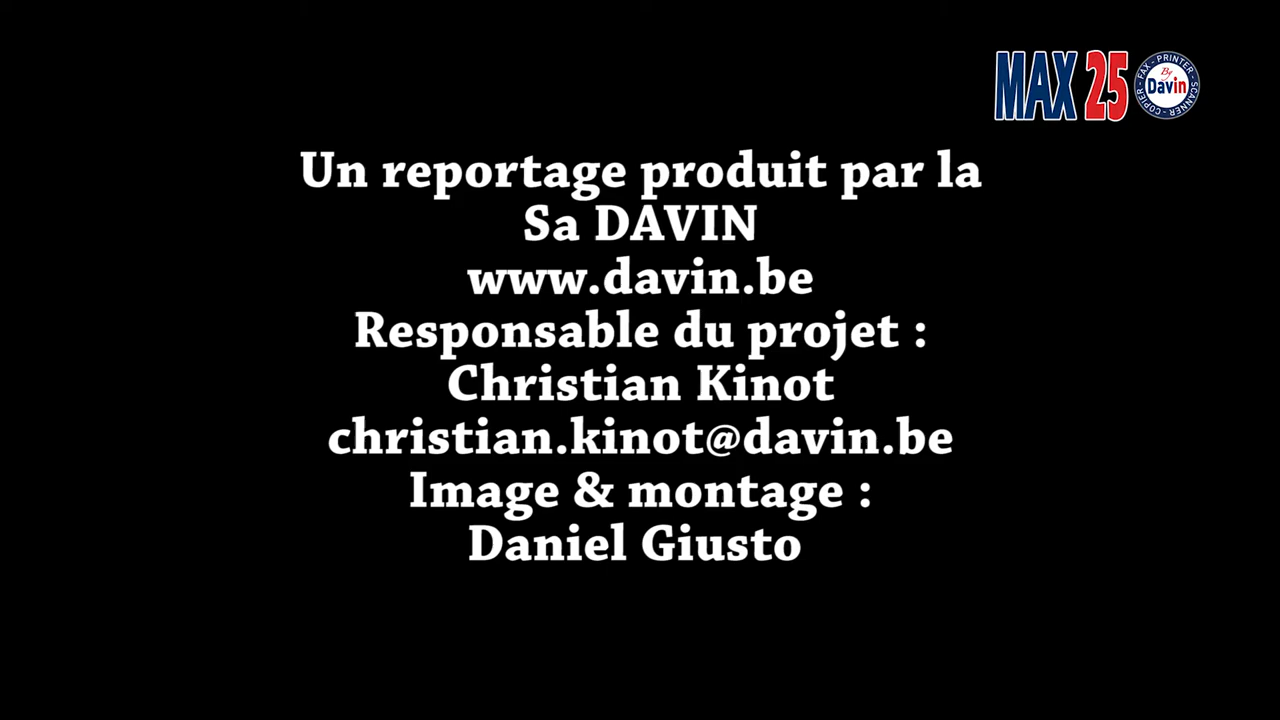 MAX 25
FAX - PRINTER - SCANNER - COPIER -
By
Davin
Un reportage produit par la
Sa DAVIN
www.davin.be
Responsable du projet :
Christian Kinot
christian.kinot@davin.be
Image & montage :
Daniel Giusto